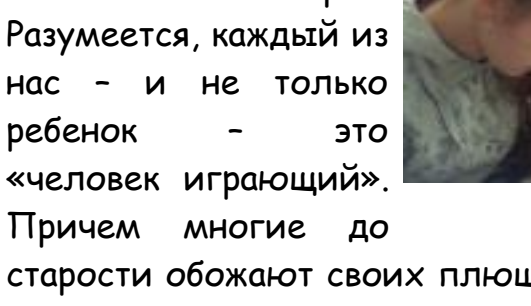 Разумеется, каждый из
нас – и не только
ребенок – это
«человек играющий».
Причем многие до
старости обожают своих